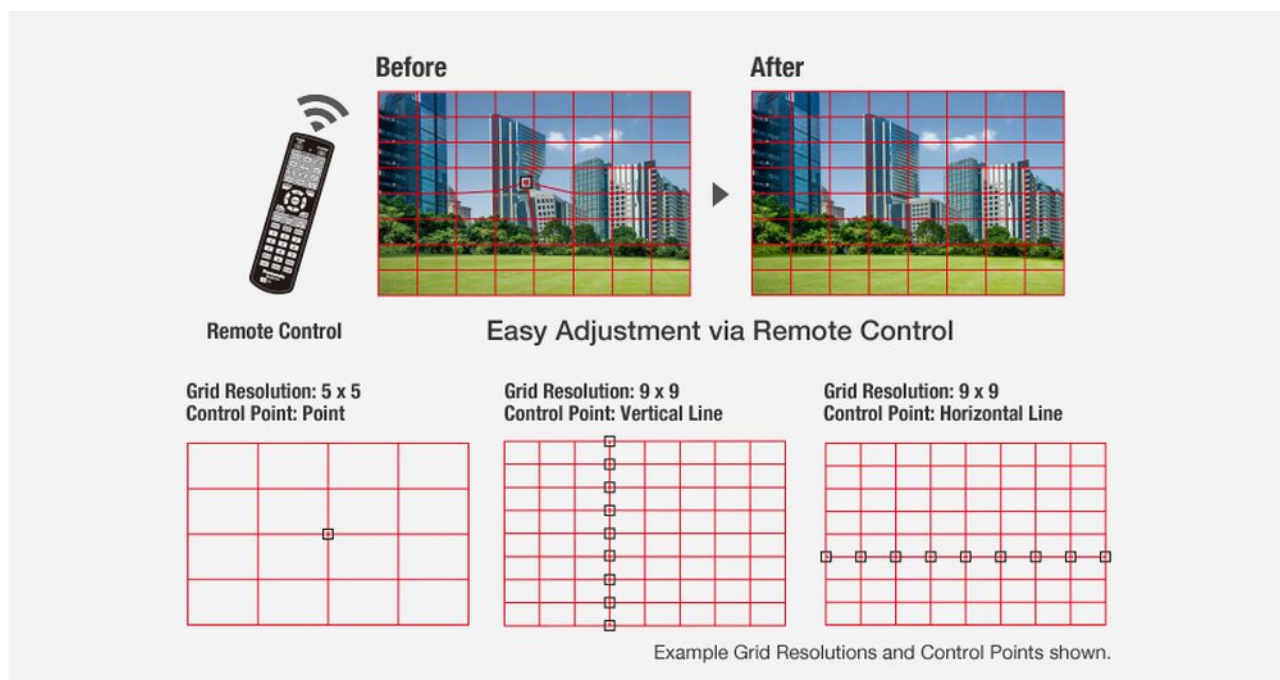 Before
After
Remote Control
Easy Adjustment via Remote Control
Grid Resolution: 5 x 5
Control Point: Point
Grid Resolution: 9 x 9
Control Point: Vertical Line
Grid Resolution: 9 x 9
Control Point: Horizontal Line
Example Grid Resolutions and Control Points shown.